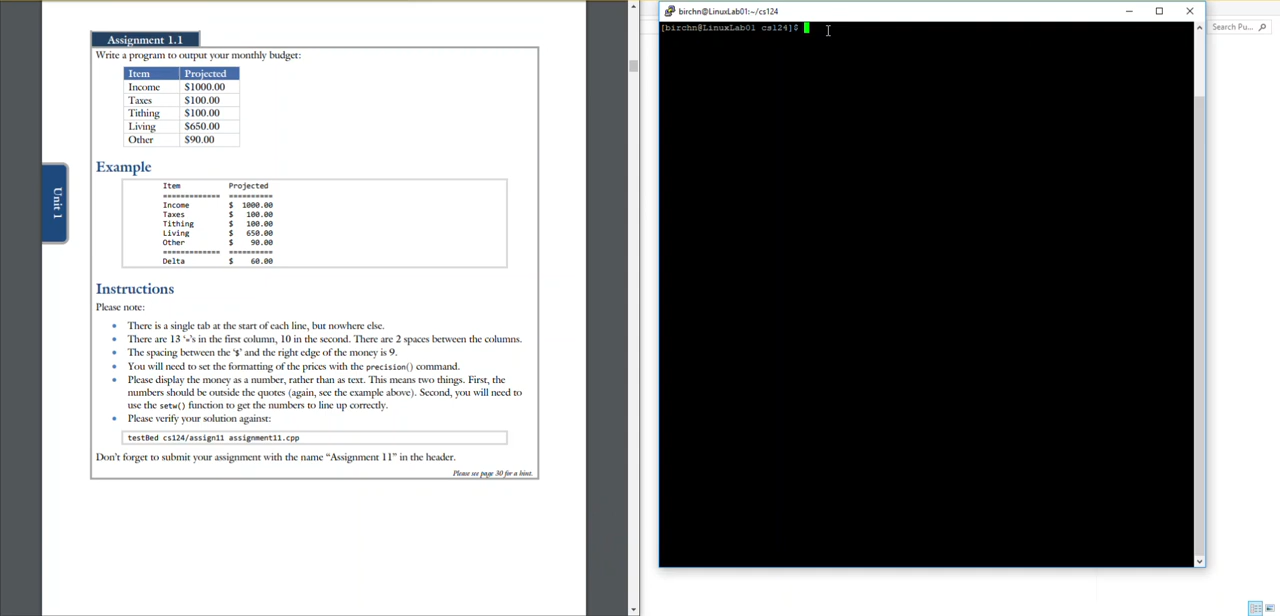 Assignment 1.1
Write a program to output your monthly budget:
Item Projected
Income $1000.00
Taxes $100.00
Tithing $100.00
Living $650.00
Other $90.00
Unit 1
Example
Item Projected
============= ==========
Income $ 1000.00
Taxes $ 100.00
Tithing $ 100.00
Living $ 650.00
Other $ 90.00
============= ==========
Delta $ 60.00
Instructions
Please note:
• There is a single tab at the start of each line, but nowhere else.
• There are 13 '='s in the first column, 10 in the second. There are 2 spaces between the columns.
• The spacing between the '$' and the right edge of the money is 9.
• You will need to set the formatting of the prices with the precision() command.
• Please display the money as a number, rather than as text. This means two things. First, the
numbers should be outside the quotes (again, see the example above). Second, you will need to
use the setw() function to get the numbers to line up correctly.
• Please verify your solution against:
testBed cs124/assign11 assignment11.cpp
Don't forget to submit your assignment with the name "Assignment 11" in the header.
Please see page 30 for a hint.
birchn@LinuxLab01:~/cs124
[birchn@LinuxLab01 cs124]$
Search Pu...